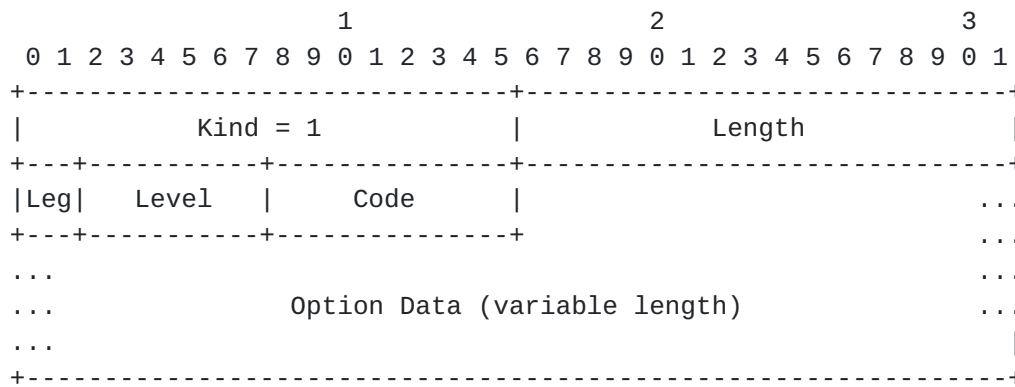 1                   2                   3
 0 1 2 3 4 5 6 7 8 9 0 1 2 3 4 5 6 7 8 9 0 1 2 3 4 5 6 7 8 9 0 1
+-------------------------------+-------------------------------+
|           Kind = 1            |            Length             |
+---+-----------+---------------+-------------------------------+
|Leg|   Level   |     Code      |                             ...
+---+-----------+---------------+                             ...
...                                                           ...
...               Option Data (variable length)               ...
...                                                             |
+---------------------------------------------------------------+